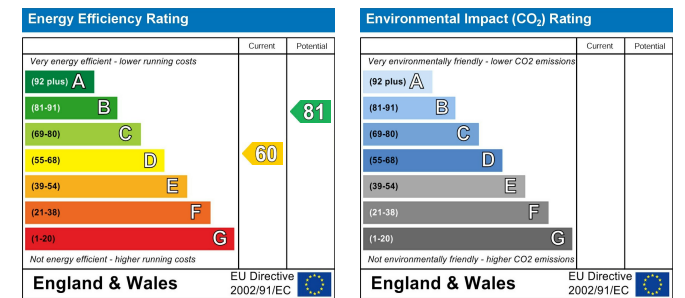 Energy Efficiency Rating
Current Potential
Very energy efficient - lower running costs
(92 plus) A
(81-91) B
81
(69-80) C
(55-68) D
60
(39-54) E
(21-38) F
(1-20) G
Not energy efficient - higher running costs
England & Wales
EU Directive
2002/91/EC
Environmental Impact (CO2) Rating
Current Potential
Very environmentally friendly - lower CO2 emissions
(92 plus) A
(81-91) B
(69-80) C
(55-68) D
(39-54) E
(21-38) F
(1-20) G
Not environmentally friendly - higher CO2 emissions
England & Wales
EU Directive
2002/91/EC